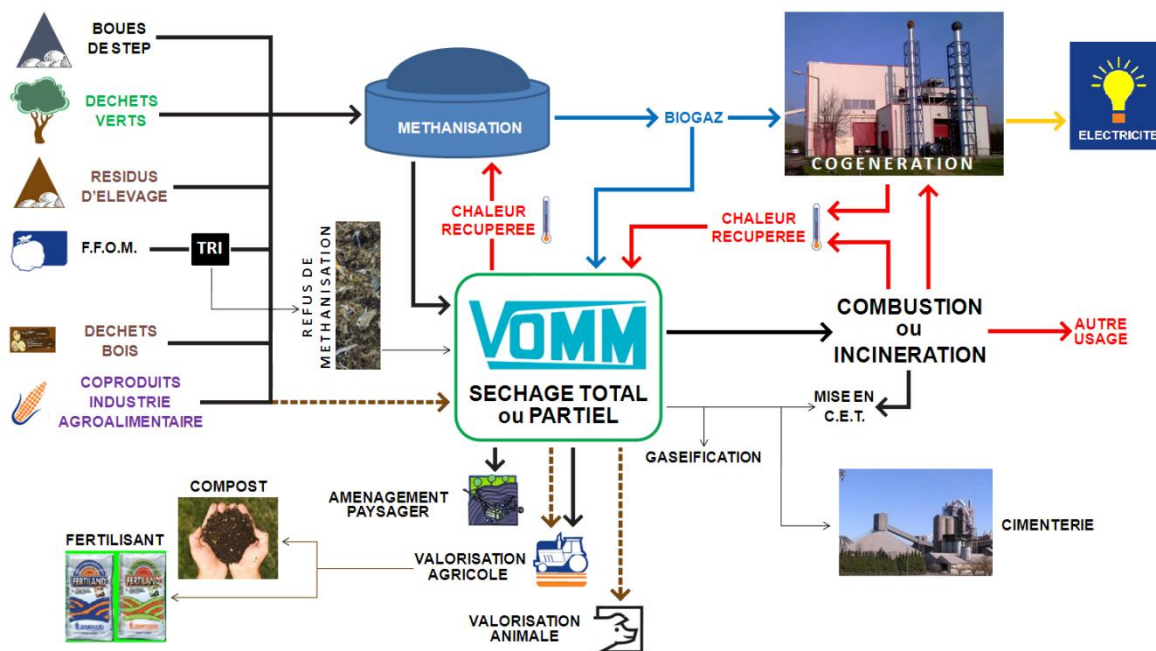 BOUES
DE STEP
DECHETS
VERTS
RESIDUS
D'ELEVAGE
F.F.O.M.
TRI
DECHETS
BOIS
COPRODUITS
INDUSTRIE
AGROALIMENTAIRE
METHANISATION
BIOGAZ
COGENERATION
ELECTRICITE
CHALEUR
RECUPEREE
CHALEUR
RECUPEREE
REFUS DE
METHANISATION
VOMM
SECHAGE TOTAL
ou PARTIEL
COMBUSTION
ou
INCINERATION
AUTRE
USAGE
MISE EN
C.E.T.
GASEIFICATION
CIMENTERIE
AMENAGEMENT
PAYSAGER
COMPOST
FERTILISANT
FERTILAND
FERTILAND
VALORISATION
AGRICOLE
VALORISATION
ANIMALE